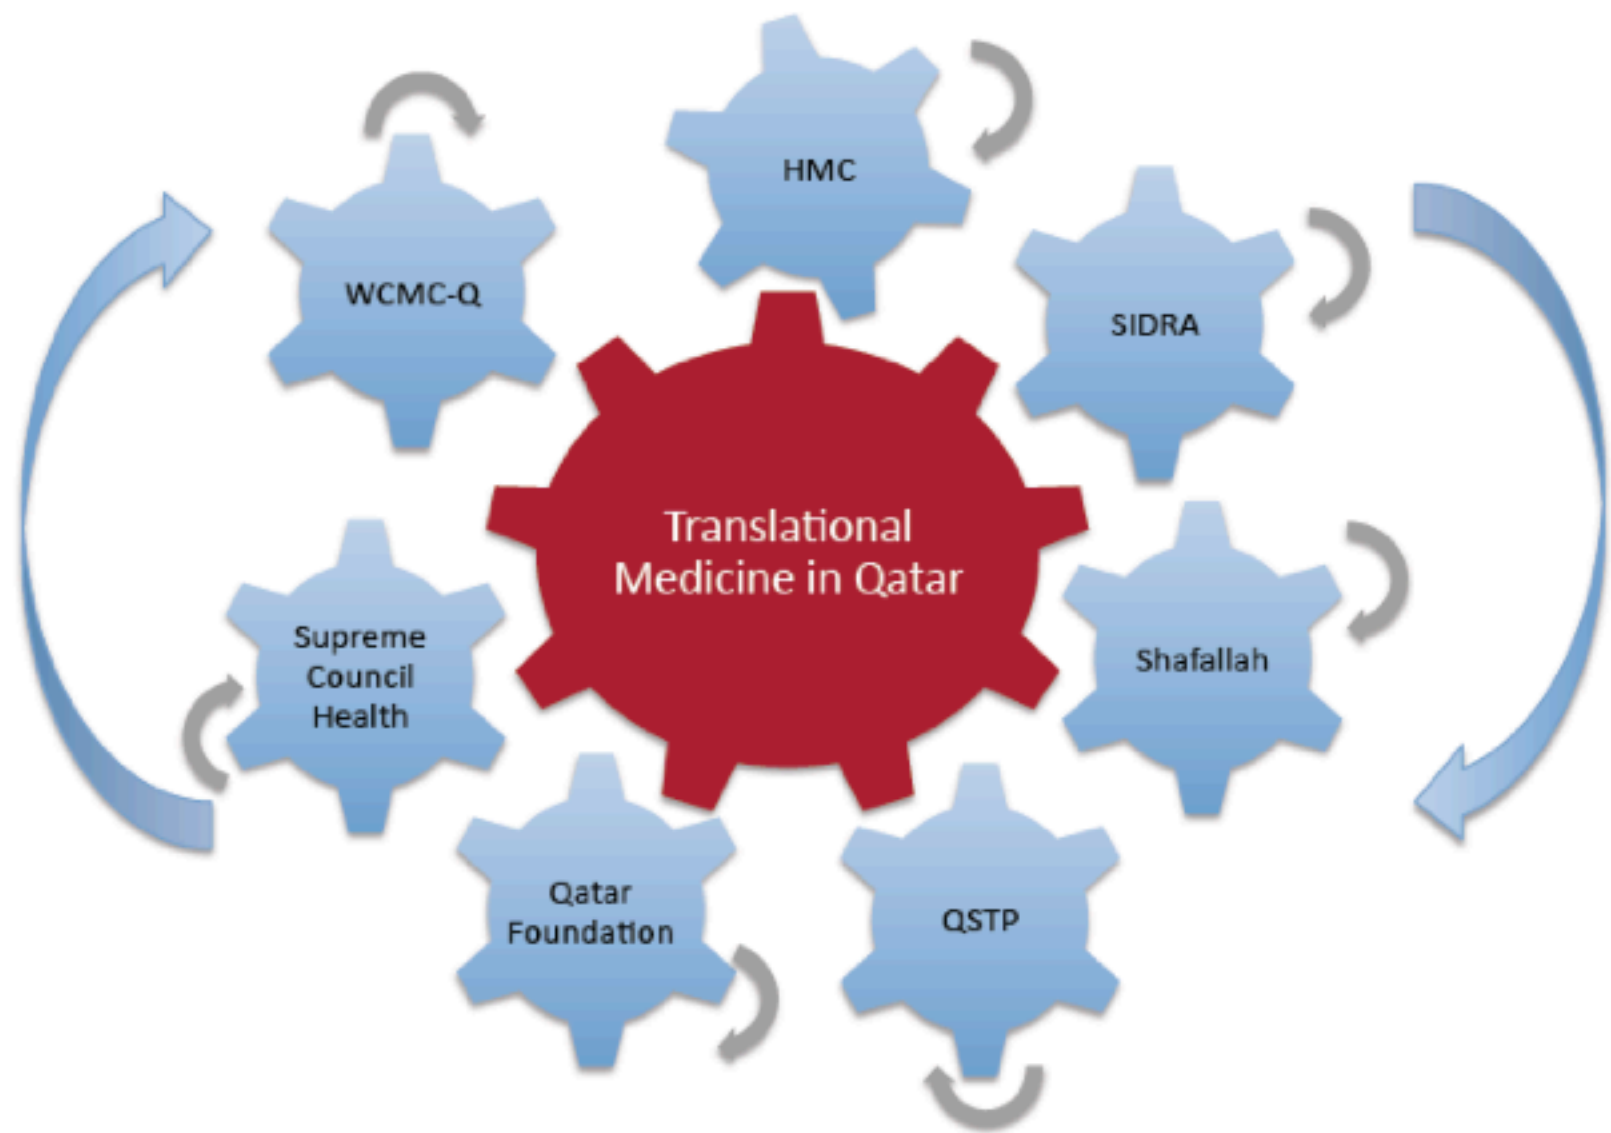 HMC
WCMC-Q
SIDRA
Translational
Medicine in Qatar
Supreme
Council
Health
Shafallah
Qatar
Foundation
QSTP